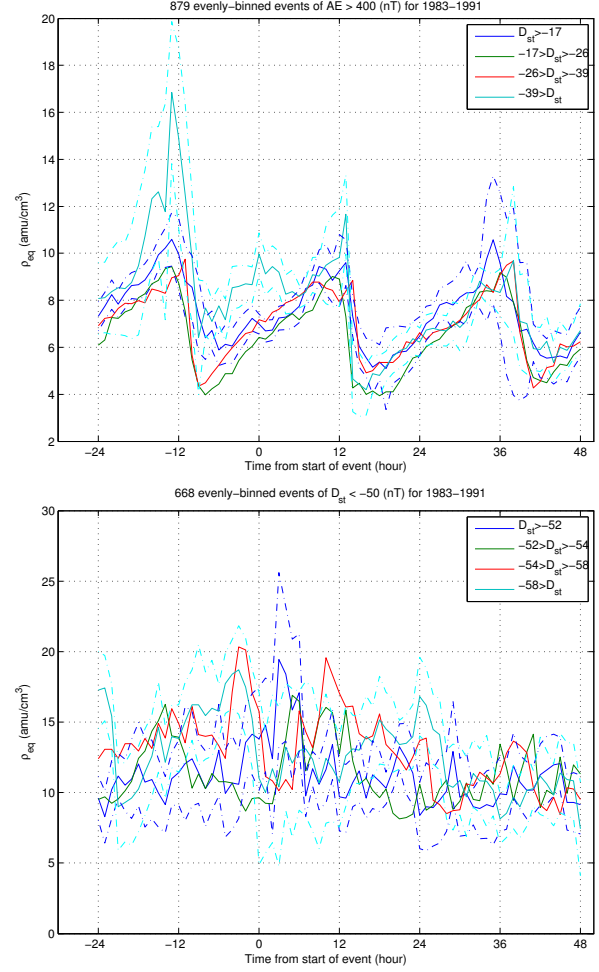 879 evenly-binned events of AE > 400 (nT) for 1983−1991
20
18
16
14
12
10
8
6
4
2
ρeq (amu/cm3)
Dst>−17
−17>Dst>−26
−26>Dst>−39
−39>Dst
−24 −12 0 12 24 36 48
Time from start of event (hour)
668 evenly-binned events of Dst < −50 (nT) for 1983−1991
30
25
20
15
10
5
0
ρeq (amu/cm3)
Dst>−52
−52>Dst>−54
−54>Dst>−58
−58>Dst
−24 −12 0 12 24 36 48
Time from start of event (hour)